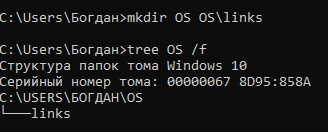 C:\Users\Богдан>mkdir OS OS\links
C:\Users\Богдан>tree OS /f
Структура папок тома Windows 10
Серийный номер тома: 00000067 8D95:858A
C:\USERS\БОГДАН\OS
└───links